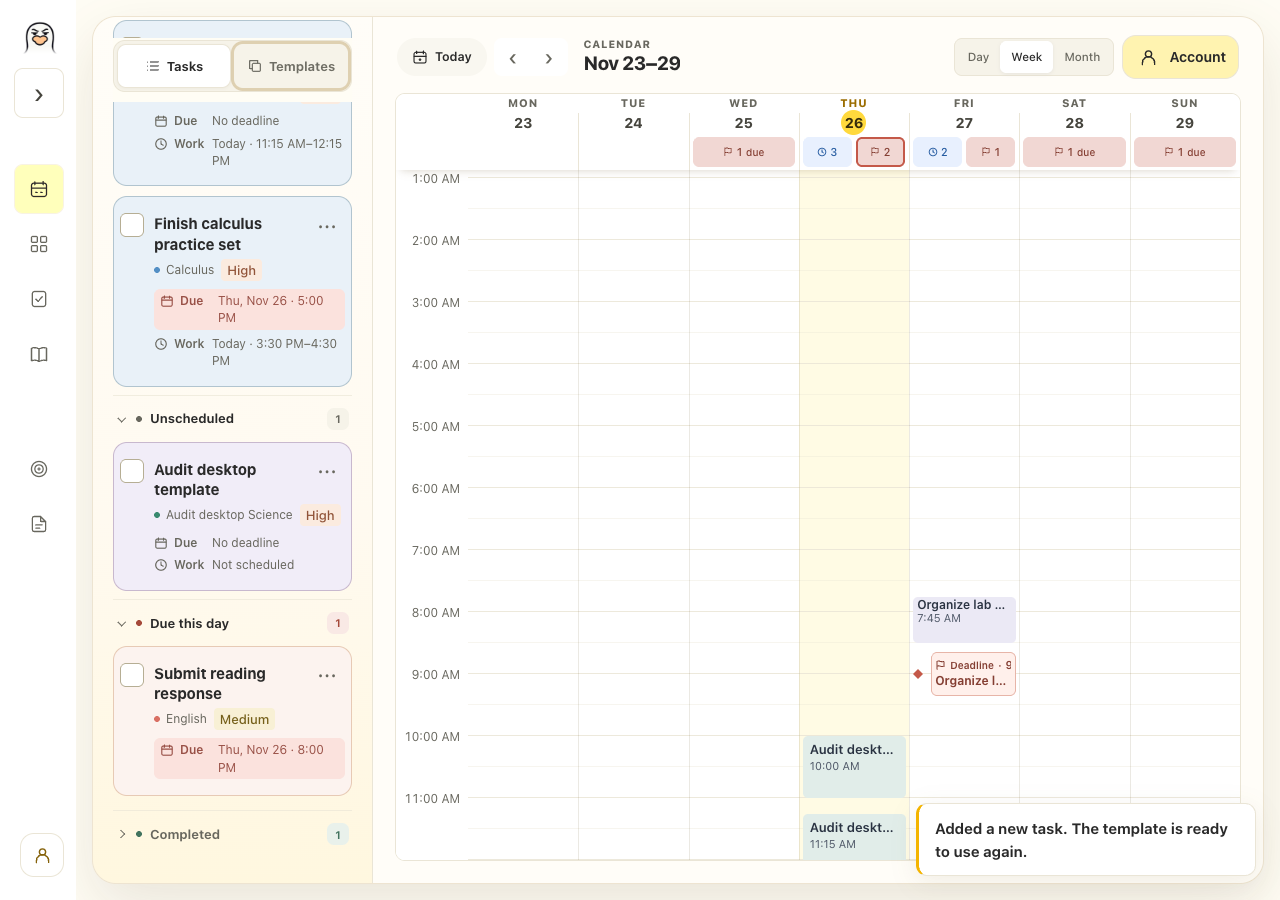 Tasks
Templates
Due No deadline
Work Today · 11:15 AM–12:15
PM
Finish calculus
practice set
Calculus High
Due Thu, Nov 26 · 5:00
PM
Work Today · 3:30 PM–4:30
PM
Unscheduled 1
Audit desktop
template
Audit desktop Science High
Due No deadline
Work Not scheduled
Due this day 1
Submit reading
response
English Medium
Due Thu, Nov 26 · 8:00
PM
Completed 1
Today
CALENDAR
Nov 23–29
Day Week Month
Account
MON TUE WED THU FRI SAT SUN
23 24 25 26 27 28 29
1 due 3 2 2 1 1 due 1 due
1:00 AM
2:00 AM
3:00 AM
4:00 AM
5:00 AM
6:00 AM
7:00 AM
8:00 AM
9:00 AM
10:00 AM
11:00 AM
Organize lab ...
7:45 AM
Deadline · 9
Organize l...
Audit deskt...
10:00 AM
Audit deskt...
11:15 AM
Added a new task. The template is ready
to use again.